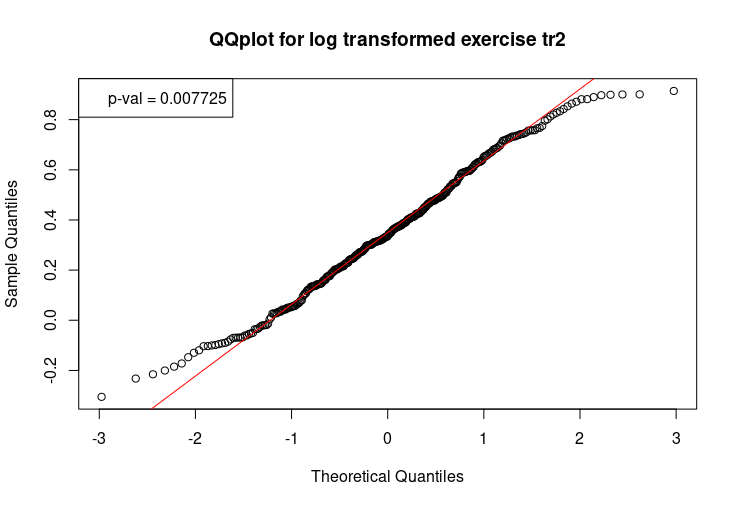 QQplot for log transformed exercise tr2
p-val = 0.007725
Sample Quantiles
0.8
0.6
0.4
0.2
0.0
-0.2
-3 -2 -1 0 1 2 3
Theoretical Quantiles